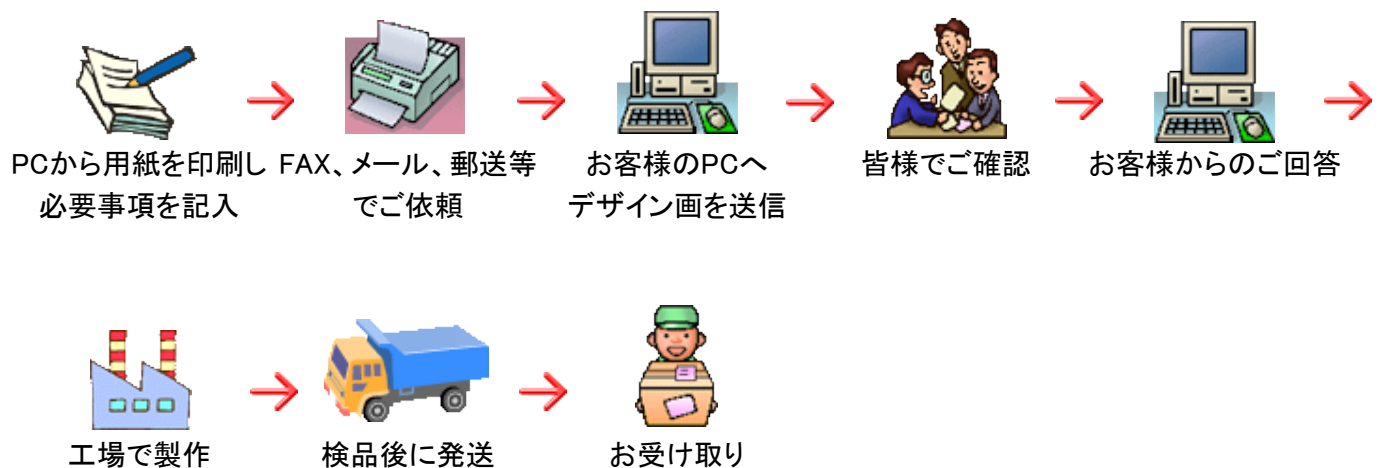 PCから用紙を印刷し
必要事項を記入
FAX、メール、郵送等
でご依頼
お客様のPCへ
デザイン画を送信
皆様でご確認
お客様からのご回答
工場で製作
検品後に発送
お受け取り